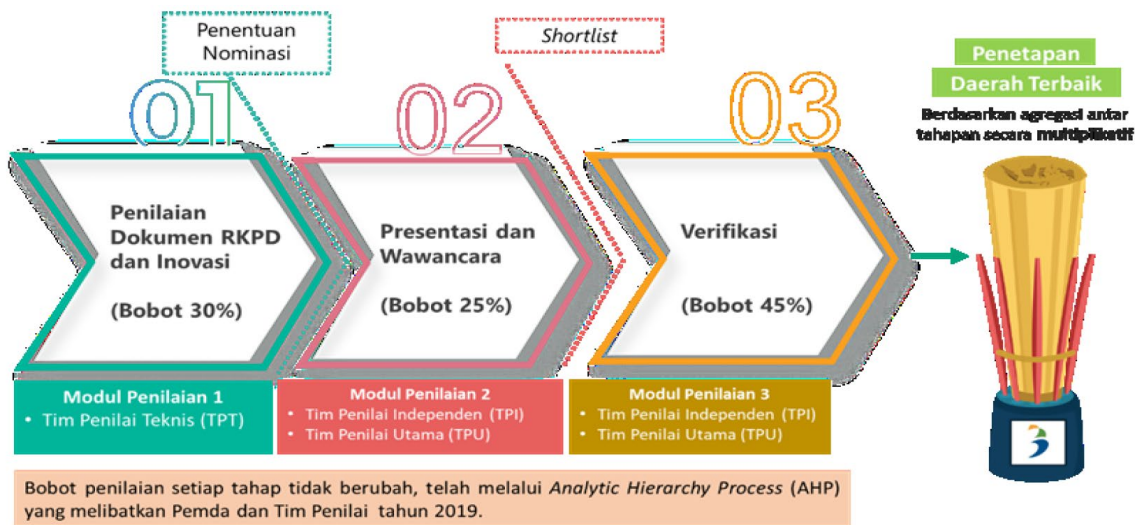 Penentuan
Nominasi
Shortlist
01
02
03
Penilaian
Dokumen RKPD
dan Inovasi
(Bobot 30%)
Presentasi dan
Wawancara
(Bobot 25%)
Verifikasi
(Bobot 45%)
Penetapan
Daerah Terbaik
Berdasarkan agregasi antar
tahapan secara multiplikatif
Modul Penilaian 1
• Tim Penilai Teknis (TPT)
Modul Penilaian 2
• Tim Penilai Independen (TPI)
• Tim Penilai Utama (TPU)
Modul Penilaian 3
• Tim Penilai Independen (TPI)
• Tim Penilai Utama (TPU)
Bobot penilaian setiap tahap tidak berubah, telah melalui Analytic Hierarchy Process (AHP)
yang melibatkan Pemda dan Tim Penilai tahun 2019.